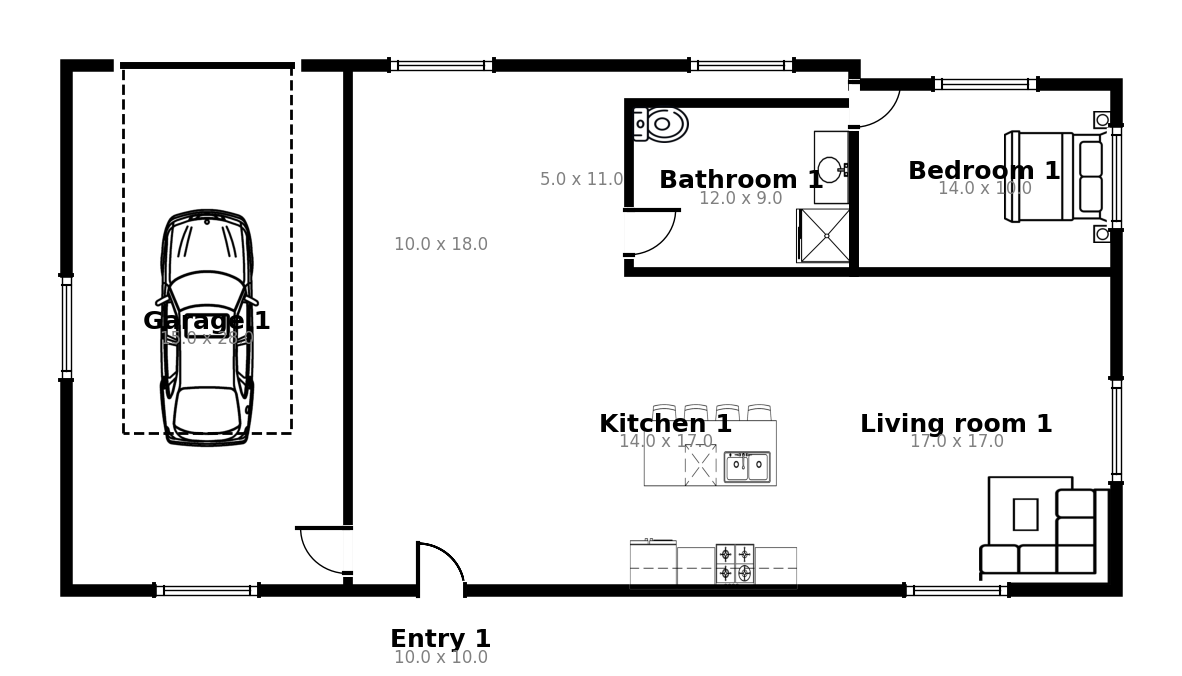 Bathroom 1
12.0 x 9.0
5.0 x 11.0
Bedroom 1
14.0 x 10.0
10.0 x 18.0
Garage 1
15.0 x 28.0
Kitchen 1
14.0 x 17.0
Living room 1
17.0 x 17.0
Entry 1
10.0 x 10.0